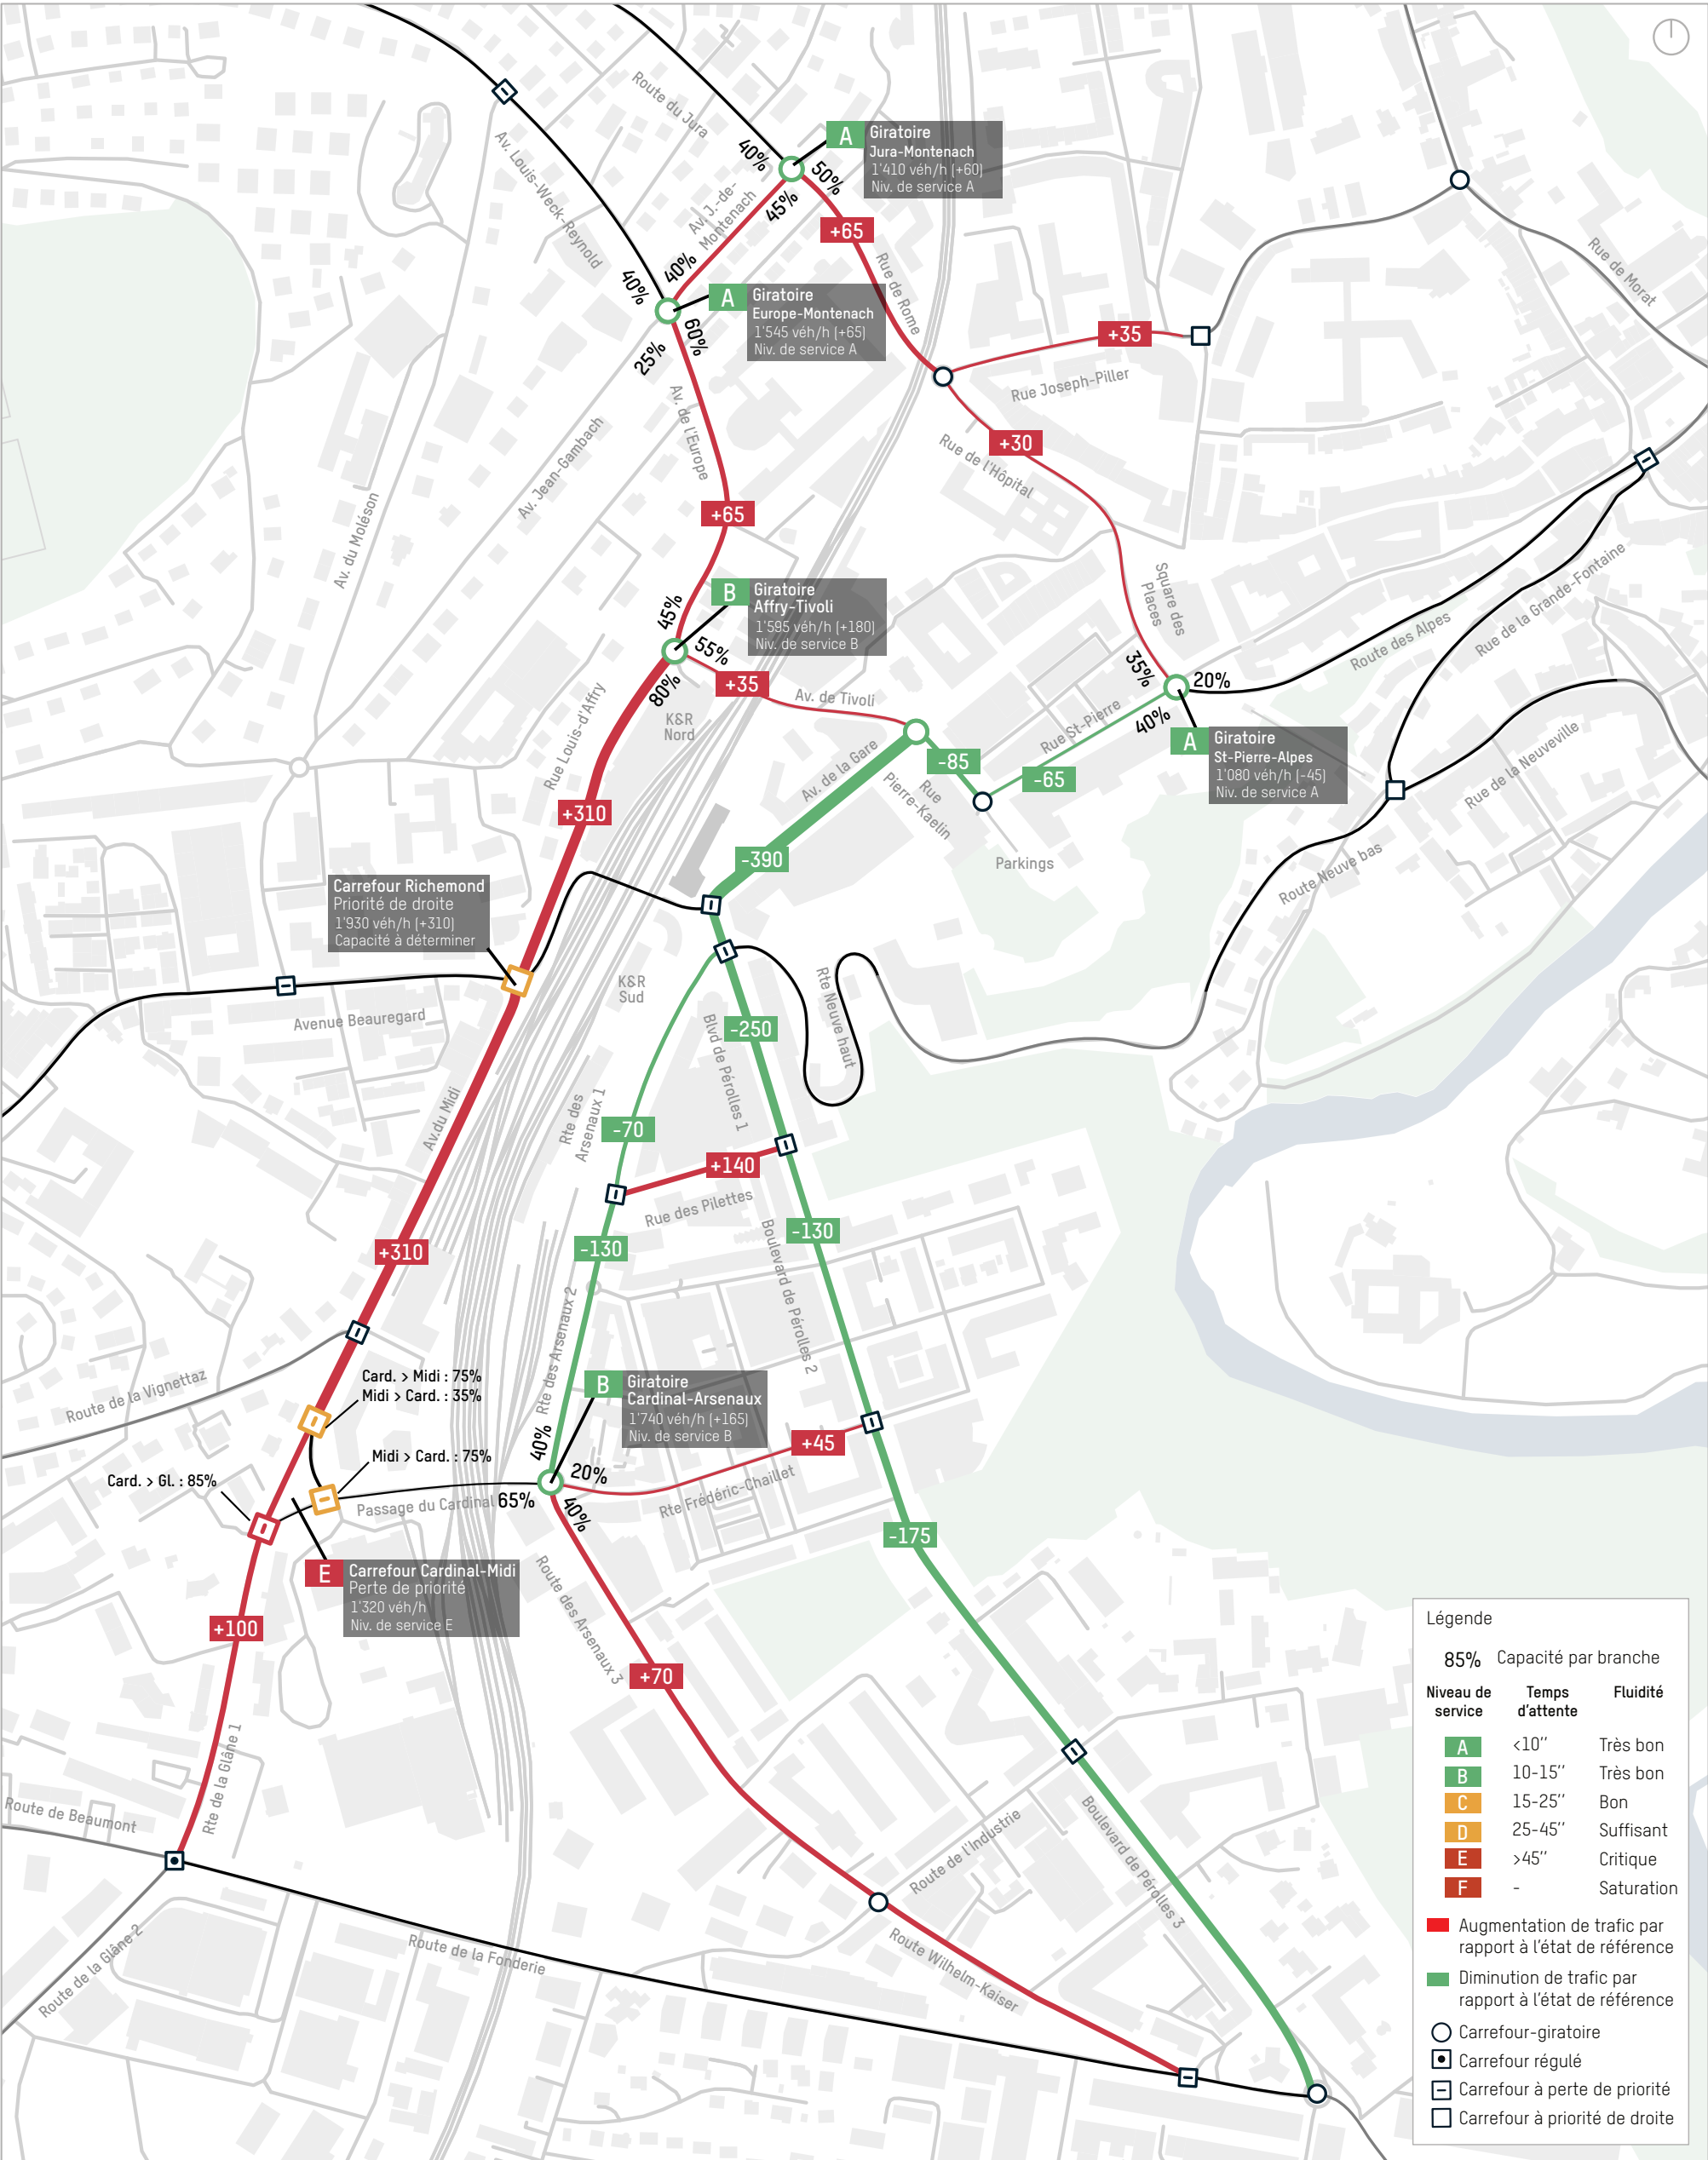 Route du Jura
Av. Louis-Weck-Reynold
40%
50%
45%
A
Giratoire
Jura-Montenach
1'410 véh/h (+60)
Niv. de service A
Av. J.-de-
Montenach
+65
Rue de Rome
Rue de Morat
40%
40%
60%
25%
A
Giratoire
Europe-Montenach
1'545 véh/h (+65)
Niv. de service A
+35
Rue Joseph-Piller
Av. de l'Europe
+30
Rue de l'Hôpital
Av. Jean-Gambach
Av. du Moléson
+65
B
Giratoire
Affry-Tivoli
1'595 véh/h (+180)
Niv. de service B
45%
55%
80%
+35
Av. de Tivoli
K&R
Nord
Square des
Places
Route des Alpes
Rue de la Grande-Fontaine
35%
20%
40%
A
Giratoire
St-Pierre-Alpes
1'080 véh/h (-45)
Niv. de service A
Rue St-Pierre
-85
-65
Rue
Pierre-Kaelin
Av. de la Gare
Parkings
Rue de la Neuveville
Route Neuve bas
Rue Louis-d'Affry
+310
-390
Carrefour Richemond
Priorité de droite
1'930 véh/h (+310)
Capacité à déterminer
K&R
Sud
Avenue Beauregard
Rte Neuve haut
-250
Blvd de Pérolles 1
Av.du Midi
Rte des
Arsenaux 1
-70
+140
Rue des Pilettes
+310
-130
-130
Boulevard de Pérolles 2
Rte des Arsenaux 2
Route de la Vignettaz
Card. > Midi : 75%
Midi > Card. : 35%
B
Giratoire
Cardinal-Arsenaux
1'740 véh/h (+165)
Niv. de service B
Midi > Card. : 75%
Card. > Gl. : 85%
40%
20%
65%
40%
+45
Rte Frédéric-Chaillet
Passage du Cardinal
-175
E
Carrefour Cardinal-Midi
Perte de priorité
1'320 véh/h
Niv. de service E
+100
Route des Arsenaux 3
+70
Rte de la Glâne 1
Route de Beaumont
Route de l'Industrie
Boulevard de Pérolles 3
Route de la Glâne 2
Route de la Fonderie
Route Wilhelm-Kaiser
Légende
85% Capacité par branche
Niveau de
service
Temps
d'attente
Fluidité
A <10'' Très bon
B 10-15'' Très bon
C 15-25'' Bon
D 25-45'' Suffisant
E >45'' Critique
F - Saturation
Augmentation de trafic par
rapport à l'état de référence
Diminution de trafic par
rapport à l'état de référence
Carrefour-giratoire
Carrefour régulé
Carrefour à perte de priorité
Carrefour à priorité de droite